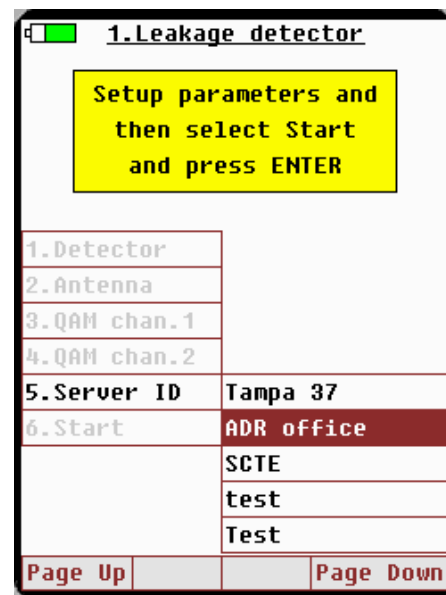 1.Leakage detector
Setup parameters and
then select Start
and press ENTER
1.Detector
2.Antenna
3.QAM chan.1
4.QAM chan.2
5.Server ID Tampa 37
6.Start ADR office
SCTE
test
Test
Page Up Page Down